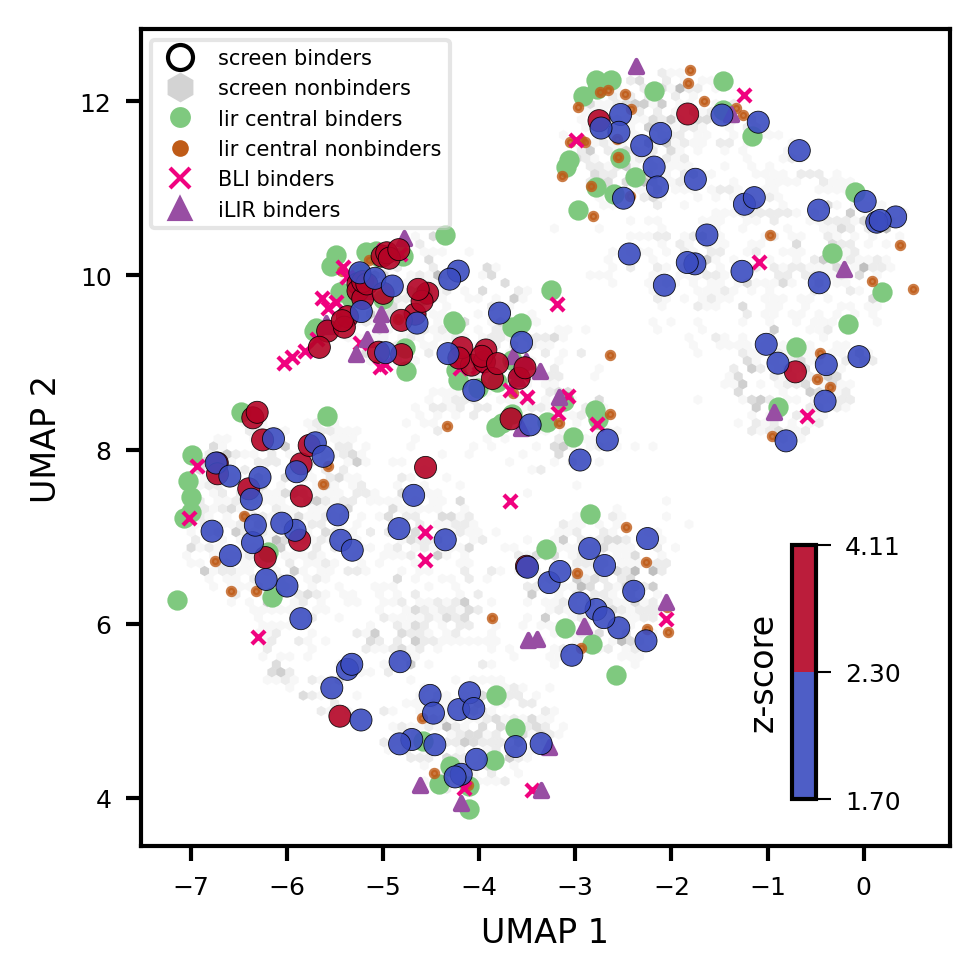 screen binders
screen nonbinders
lir central binders
lir central nonbinders
BLI binders
iLIR binders
12
10
8
6
4
UMAP 2
4.11
2.30
1.70
z-score
−7 −6 −5 −4 −3 −2 −1 0
UMAP 1